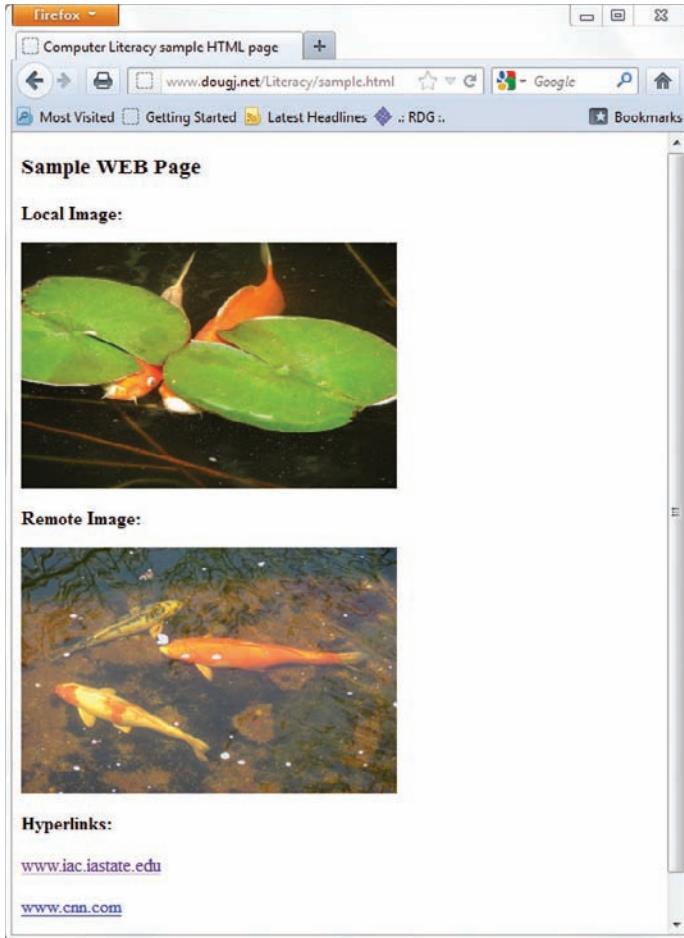 Firefox
Computer Literacy sample HTML page
www.dougj.net/Literacy/sample.html Google
Most Visited Getting Started Latest Headlines .: RDG :. Bookmarks
Sample WEB Page
Local Image:
Remote Image:
Hyperlinks:
www.iac.iastate.edu
www.cnn.com